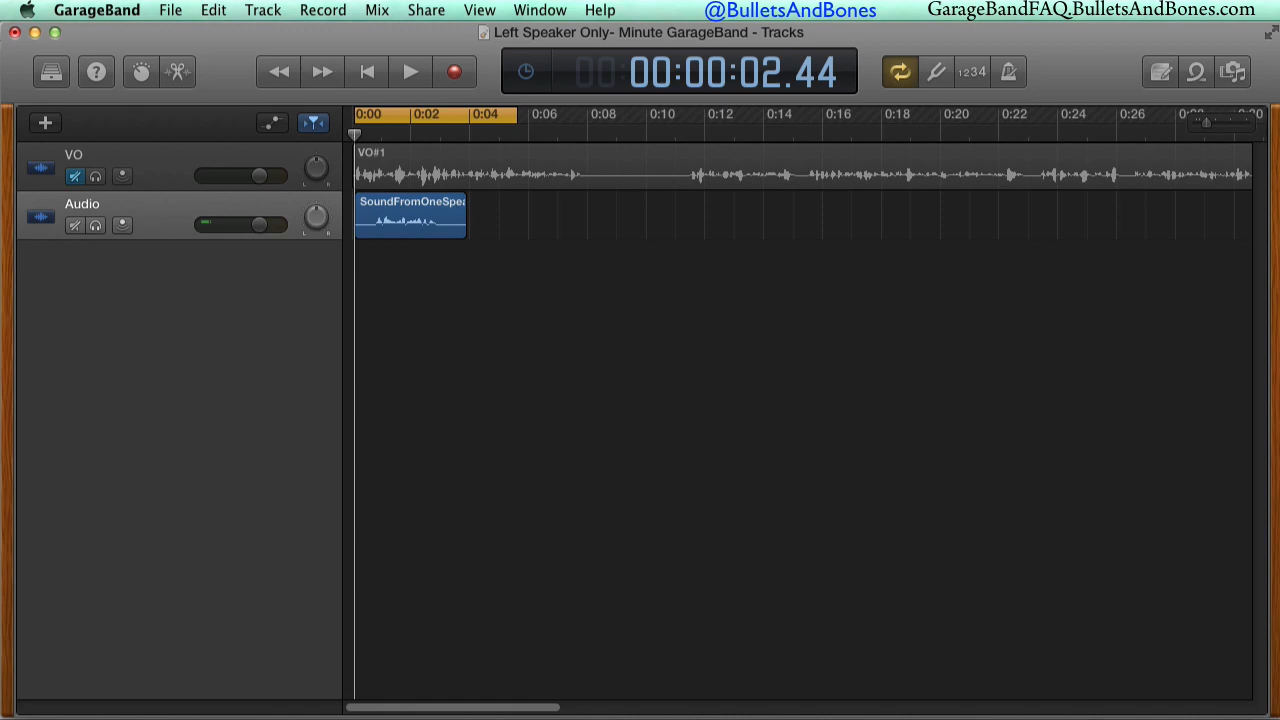 GarageBand File Edit Track Record Mix Share View Window Help @BulletsAndBones GarageBandFAQ.BulletsAndBones.com
Left Speaker Only- Minute GarageBand - Tracks
00:00:02.44
1234
0:00 0:02 0:04 0:06 0:08 0:10 0:12 0:14 0:16 0:18 0:20 0:22 0:24 0:26
VO
VO#1
L R
Audio
SoundFromOneSpea
L R